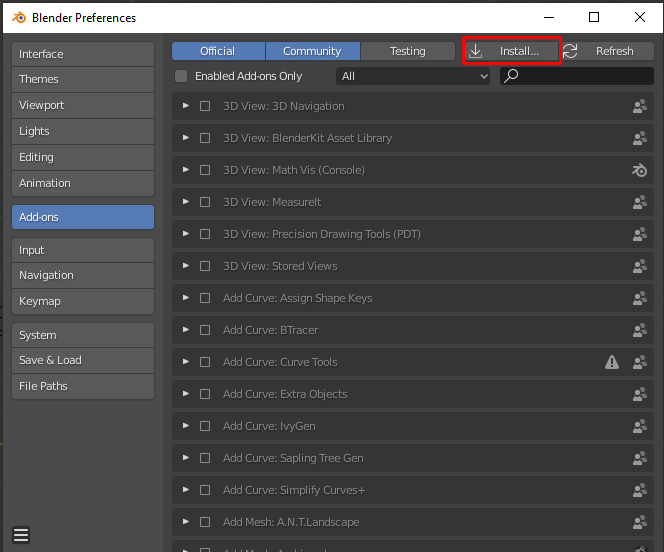 Blender Preferences
Interface
Themes
Viewport
Lights
Editing
Animation
Add-ons
Input
Navigation
Keymap
System
Save & Load
File Paths
Official Community Testing Install... Refresh
Enabled Add-ons Only All
3D View: 3D Navigation
3D View: BlenderKit Asset Library
3D View: Math Vis (Console)
3D View: MeasureIt
3D View: Precision Drawing Tools (PDT)
3D View: Stored Views
Add Curve: Assign Shape Keys
Add Curve: BTracer
Add Curve: Curve Tools
Add Curve: Extra Objects
Add Curve: IvyGen
Add Curve: Sapling Tree Gen
Add Curve: Simplify Curves+
Add Mesh: A.N.T.Landscape